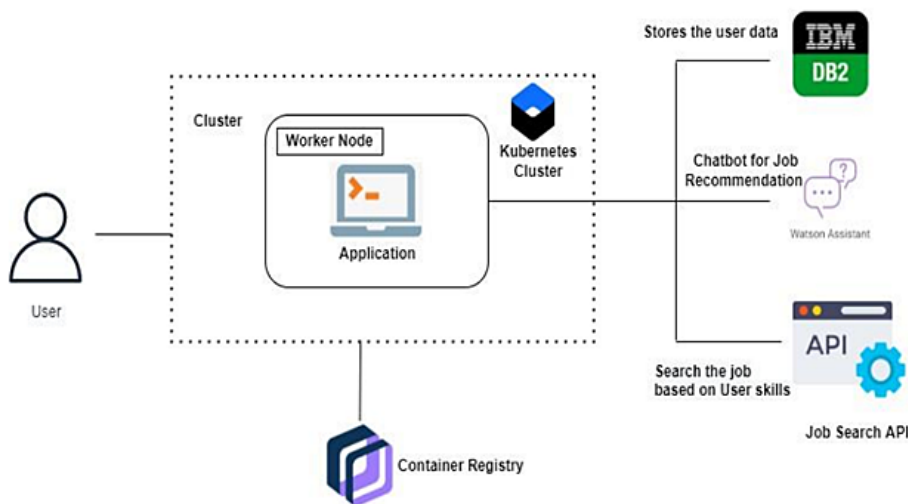 Stores the user data
IBM
DB2
Cluster
Worker Node
Kubernetes
Cluster
Application
Chatbot for Job
Recommendation
?
Watson Assistant
User
API
Search the job
based on User skills
Job Search API
Container Registry